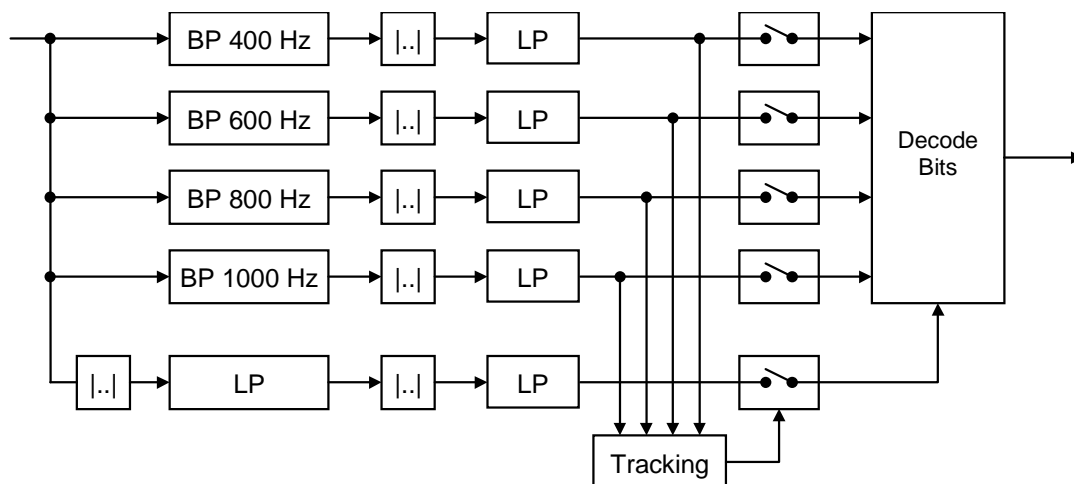 BP 400 Hz |..| LP
BP 600 Hz |..| LP
Decode
Bits
BP 800 Hz |..| LP
BP 1000 Hz |..| LP
|..| LP |..| LP
Tracking